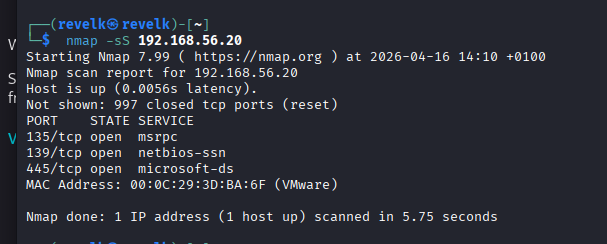 ┌──(revelk㉿revelk)-[~]
└─$ nmap -sS 192.168.56.20
Starting Nmap 7.99 ( https://nmap.org ) at 2026-04-16 14:10 +0100
Nmap scan report for 192.168.56.20
Host is up (0.0056s latency).
Not shown: 997 closed tcp ports (reset)
PORT    STATE SERVICE
135/tcp open  msrpc
139/tcp open  netbios-ssn
445/tcp open  microsoft-ds
MAC Address: 00:0C:29:3D:BA:6F (VMware)
Nmap done: 1 IP address (1 host up) scanned in 5.75 seconds